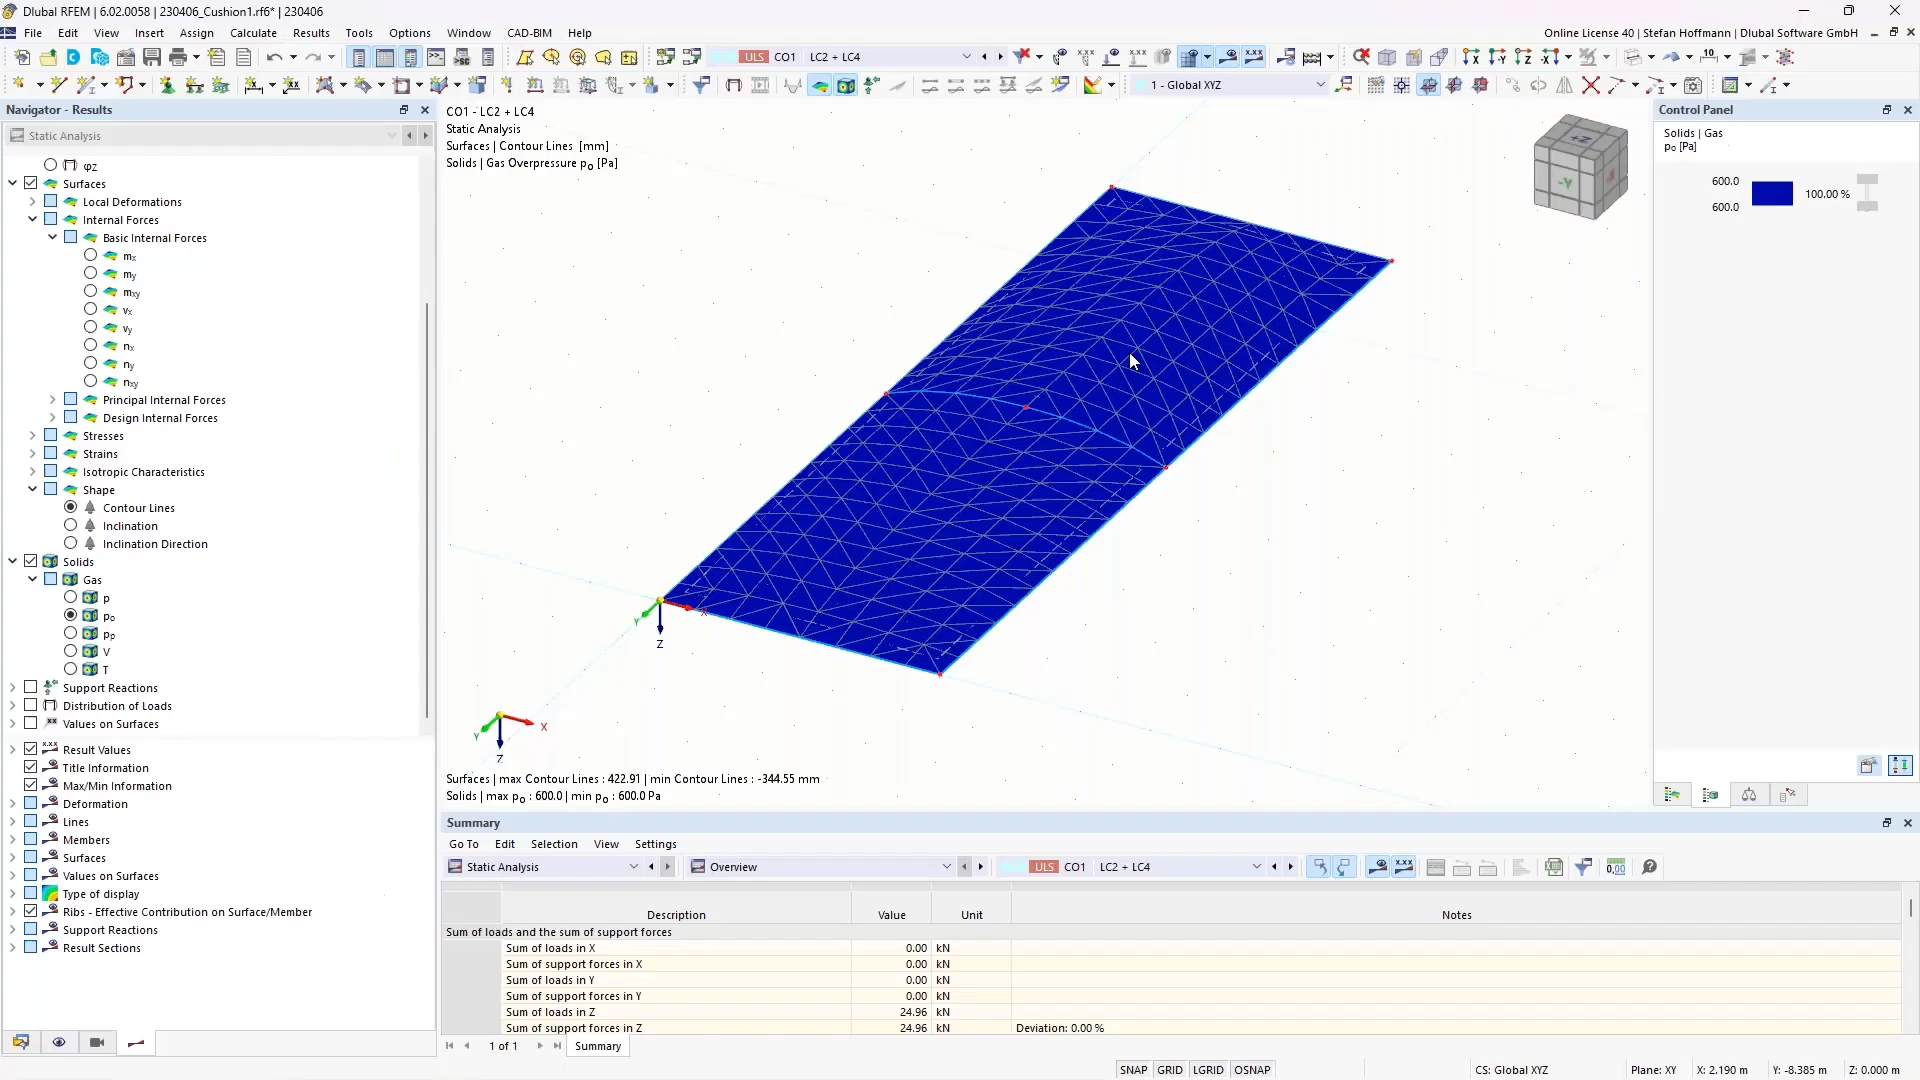 Dlubal RFEM | 6.02.0058 | 230406_Cushion1.rf6* | 230406
File Edit View Insert Assign Calculate Results Tools Options Window CAD-BIM Help
Online License 40 | Stefan Hoffmann | Dlubal Software GmbH
ULS CO1 LC2 + LC4
1 - Global XYZ
Navigator - Results
Static Analysis
φz
Surfaces
Local Deformations
Internal Forces
Basic Internal Forces
mx
my
mxy
vx
vy
nx
ny
nxy
Principal Internal Forces
Design Internal Forces
Stresses
Strains
Isotropic Characteristics
Shape
Contour Lines
Inclination
Inclination Direction
Solids
Gas
p
po
pp
V
T
Support Reactions
Distribution of Loads
Values on Surfaces
Result Values
Title Information
Max/Min Information
Deformation
Lines
Members
Surfaces
Values on Surfaces
Type of display
Ribs - Effective Contribution on Surface/Member
Support Reactions
Result Sections
CO1 - LC2 + LC4
Static Analysis
Surfaces | Contour Lines [mm]
Solids | Gas Overpressure po [Pa]
+Z
-Y
X
Y
Z
X
Y
Z
Surfaces | max Contour Lines : 422.91 | min Contour Lines : -344.55 mm
Solids | max po : 600.0 | min po : 600.0 Pa
Control Panel
Solids | Gas
po [Pa]
600.0
600.0
100.00 %
Summary
Go To Edit Selection View Settings
Static Analysis Overview ULS CO1 LC2 + LC4
Description Value Unit Notes
Sum of loads and the sum of support forces
Sum of loads in X 0.00 kN
Sum of support forces in X 0.00 kN
Sum of loads in Y 0.00 kN
Sum of support forces in Y 0.00 kN
Sum of loads in Z 24.96 kN
Sum of support forces in Z 24.96 kN Deviation: 0.00 %
1 of 1 Summary
SNAP GRID LGRID OSNAP CS: Global XYZ Plane: XY X: 2.190 m Y: -8.385 m Z: 0.000 m